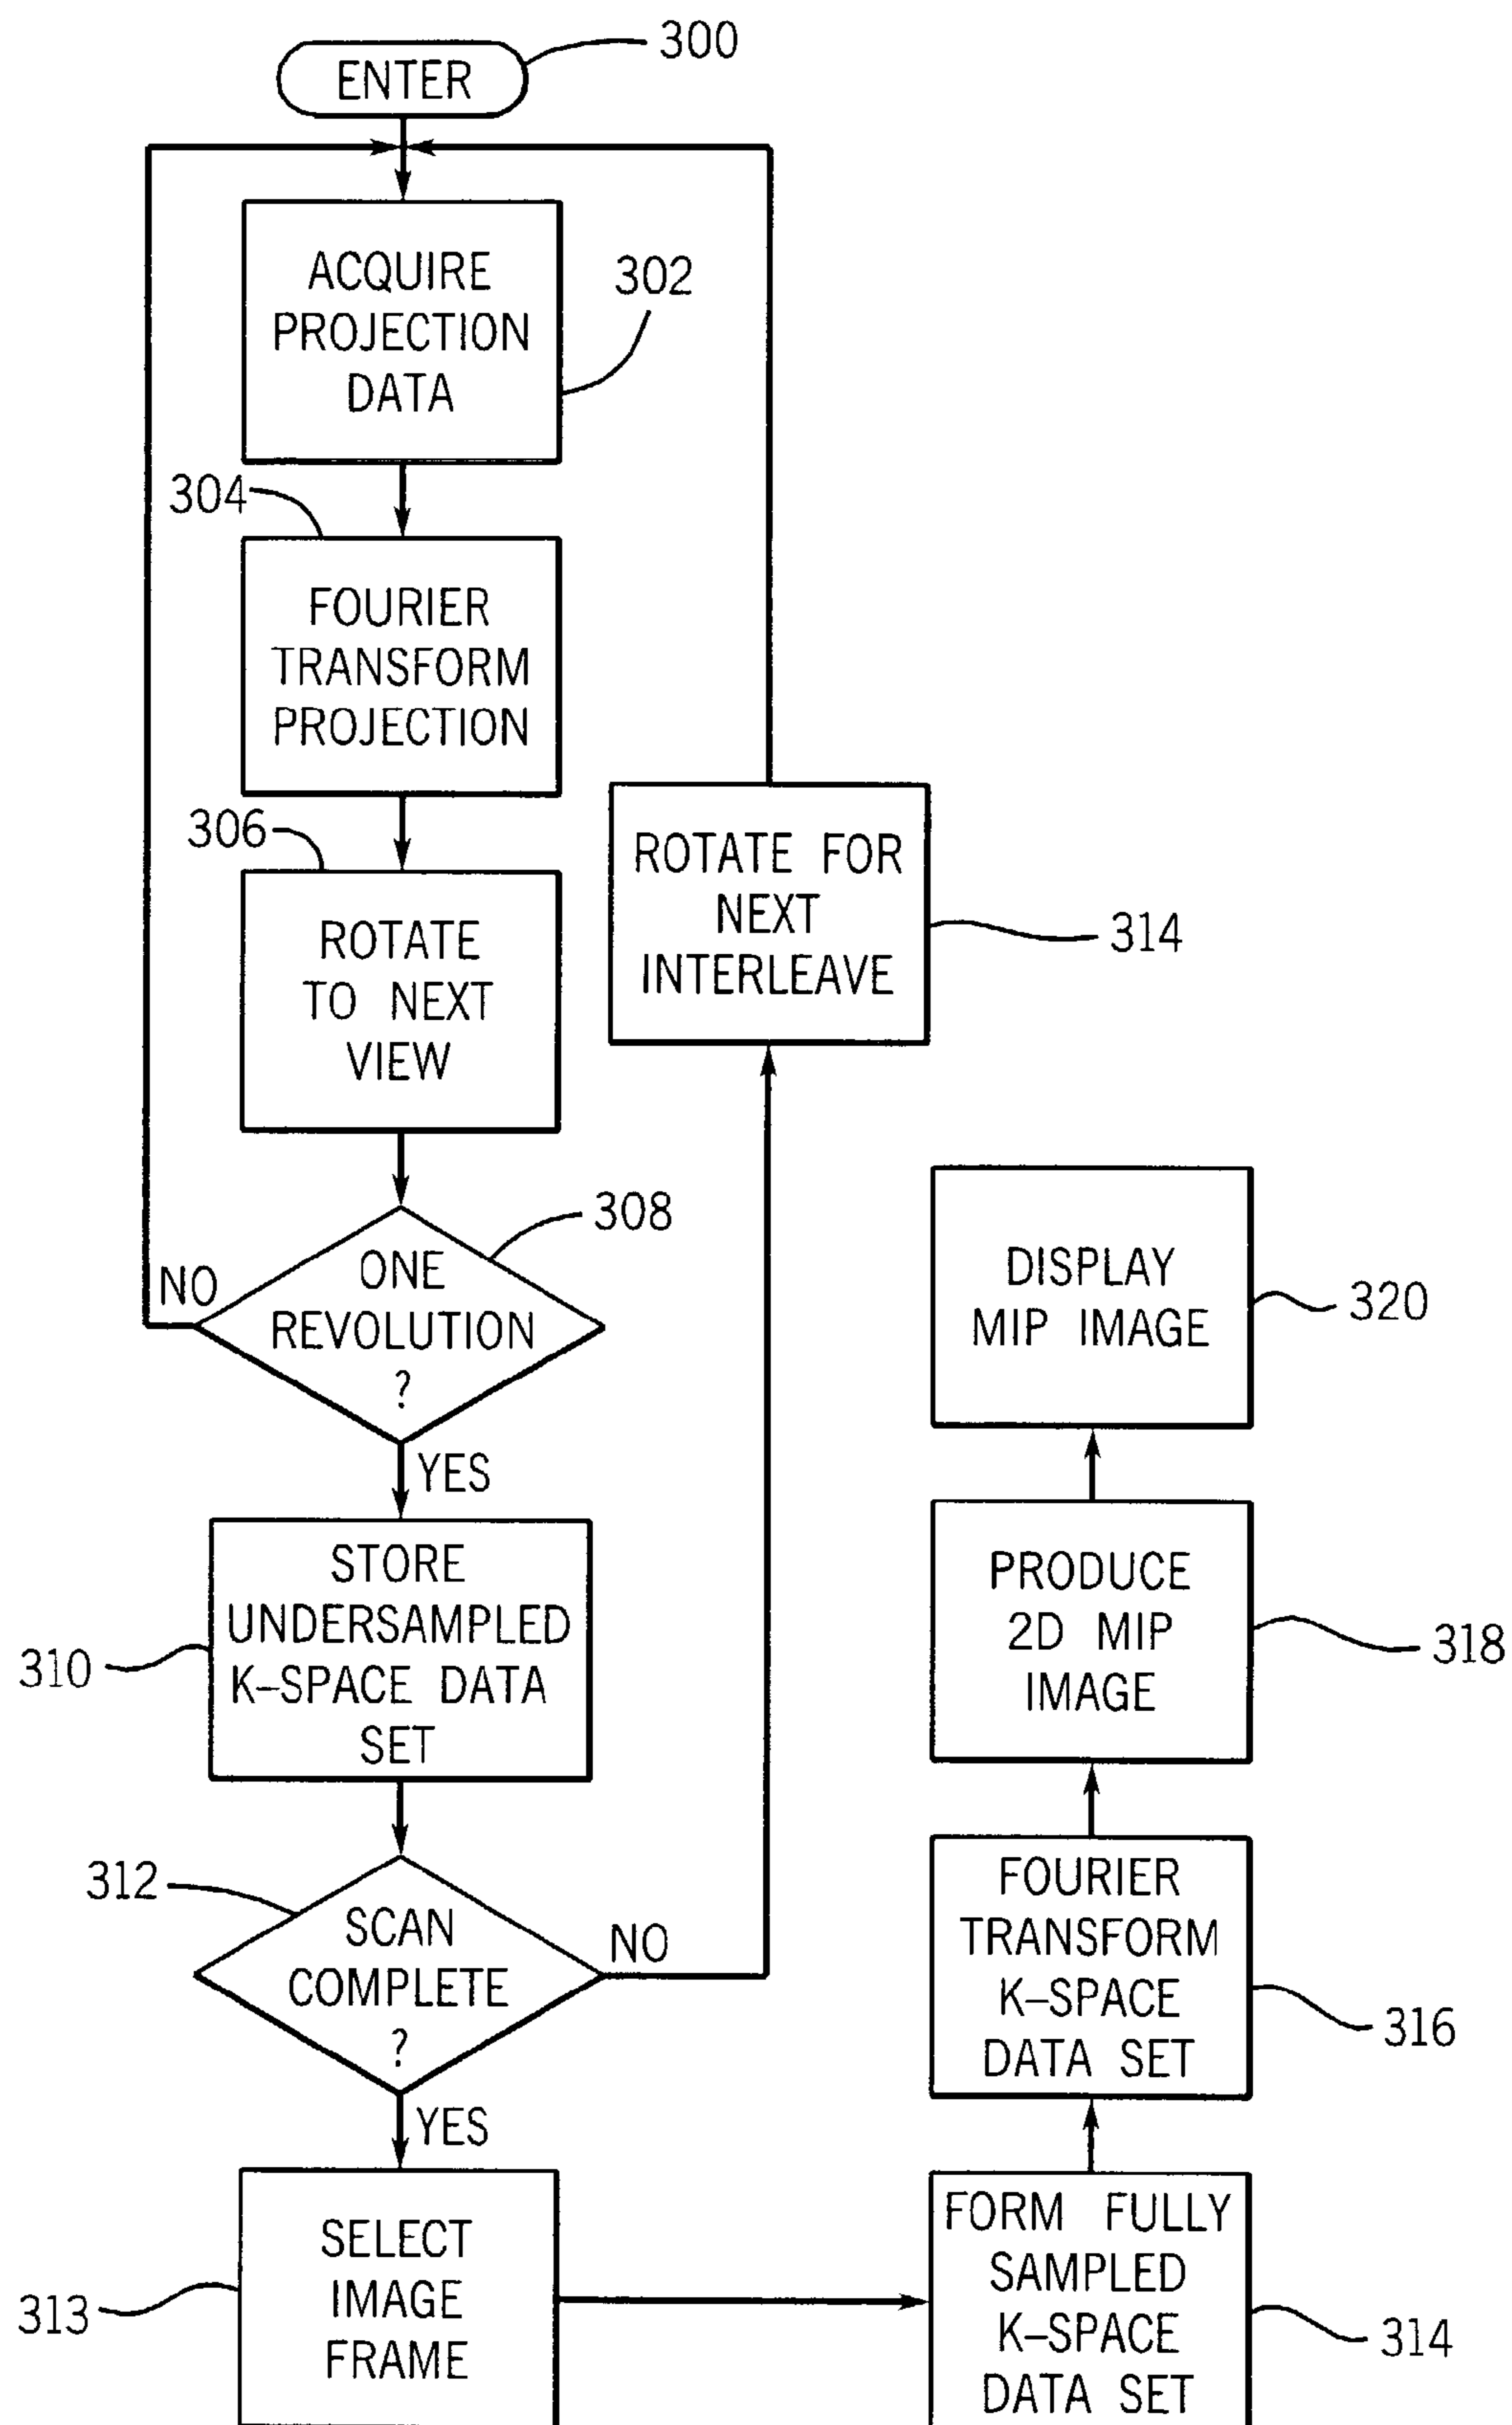 300
ENTER
ACQUIRE
PROJECTION
DATA
302
304
FOURIER
TRANSFORM
PROJECTION
306
ROTATE
TO NEXT
VIEW
ROTATE FOR
NEXT
INTERLEAVE
314
308
ONE
REVOLUTION
?
NO
YES
STORE
UNDERSAMPLED
K-SPACE DATA
SET
310
312
SCAN
COMPLETE
?
NO
YES
SELECT
IMAGE
FRAME
313
FORM FULLY
SAMPLED
K-SPACE
DATA SET
314
FOURIER
TRANSFORM
K-SPACE
DATA SET
316
PRODUCE
2D MIP
IMAGE
318
DISPLAY
MIP IMAGE
320